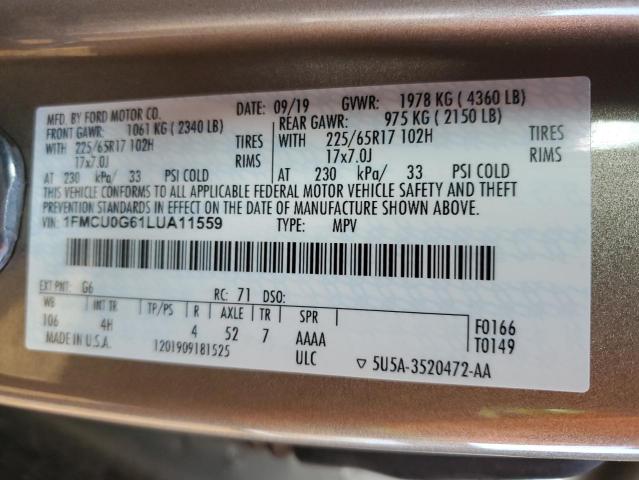 MFD. BY FORD MOTOR CO. DATE: 09/19 GVWR: 1978 KG ( 4360 LB)
FRONT GAWR: 1061 KG ( 2340 LB) REAR GAWR: 975 KG ( 2150 LB)
WITH 225/65R17 102H TIRES WITH 225/65R17 102H TIRES
17x7.0J RIMS 17x7.0J RIMS
AT 230 kPa/ 33 PSI COLD AT 230 kPa/ 33 PSI COLD
THIS VEHICLE CONFORMS TO ALL APPLICABLE FEDERAL MOTOR VEHICLE SAFETY AND THEFT
PREVENTION STANDARDS IN EFFECT ON THE DATE OF MANUFACTURE SHOWN ABOVE.
VIN: 1FMCU0G61LUA11559 TYPE: MPV
EXT PNT: G6 RC: 71 DSO:
WB INT TR TP/PS R AXLE TR SPR
106 4H 4 52 7 AAAA F0166
ULC T0149
MADE IN U.S.A. 1201909181525 ▽ 5U5A-3520472-AA